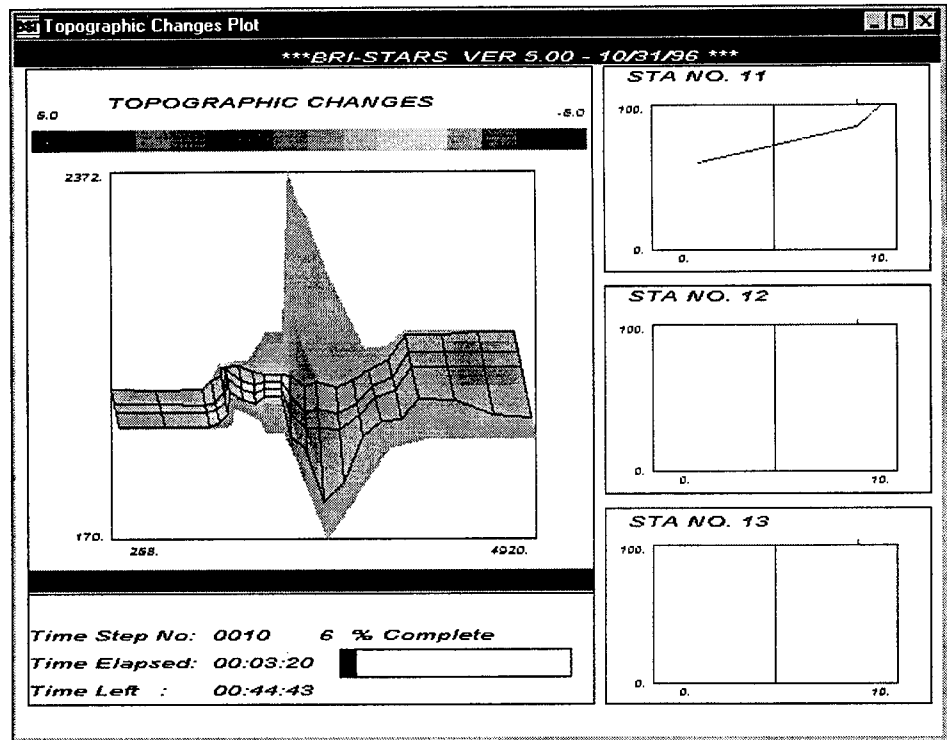 Topographic Changes Plot
***BRI-STARS VER 5.00 - 10/31/96 ***
TOPOGRAPHIC CHANGES
6.0
-6.0
2372.
170.
268.
4920.
Time Step No: 0010 6 % Complete
Time Elapsed: 00:03:20
Time Left : 00:44:43
STA NO. 11
100.
0.
0.
10.
STA NO. 12
100.
0.
0.
10.
STA NO. 13
100.
0.
0.
10.